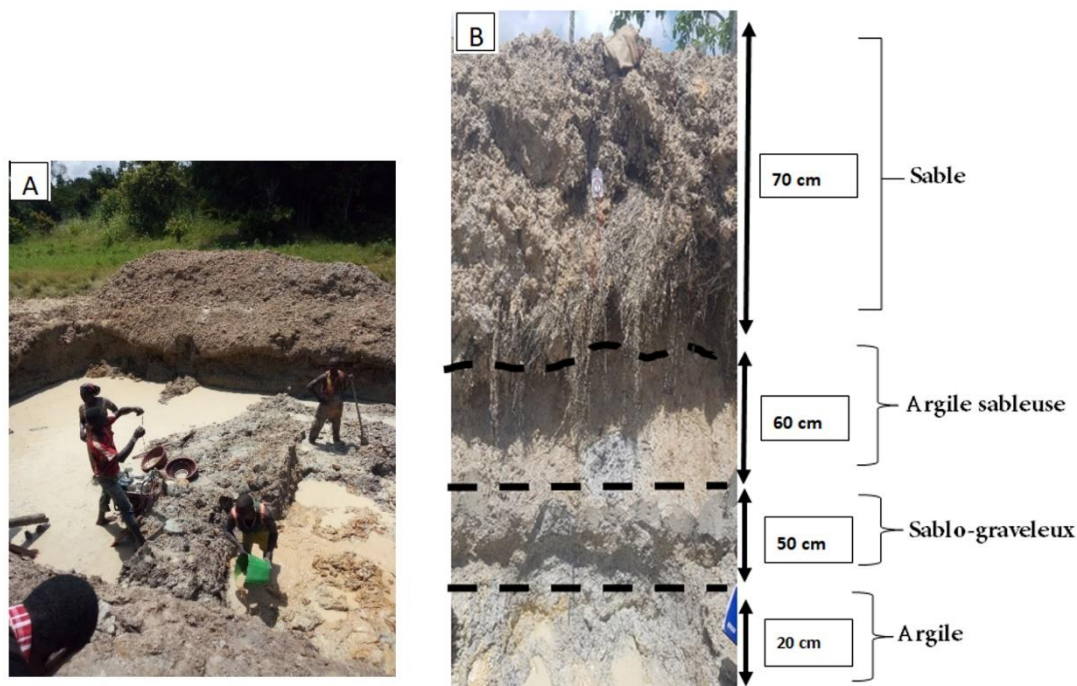 A
B
70 cm
Sable
60 cm
Argile sableuse
50 cm
Sablo-graveleux
20 cm
Argile